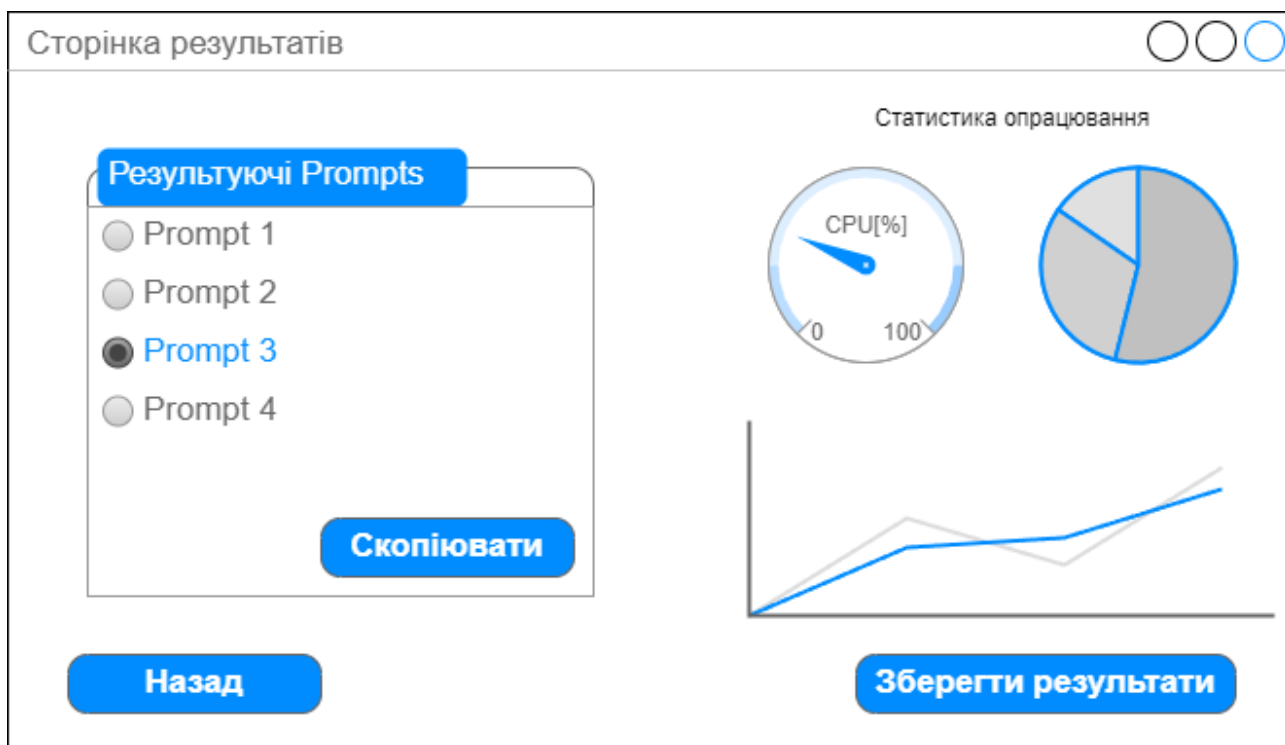 Сторінка результатів
Статистика опрацювання
Результуючі Prompts
Prompt 1
Prompt 2
Prompt 3
Prompt 4
Скопіювати
CPU[%]
0 100
Назад
Зберегти результати